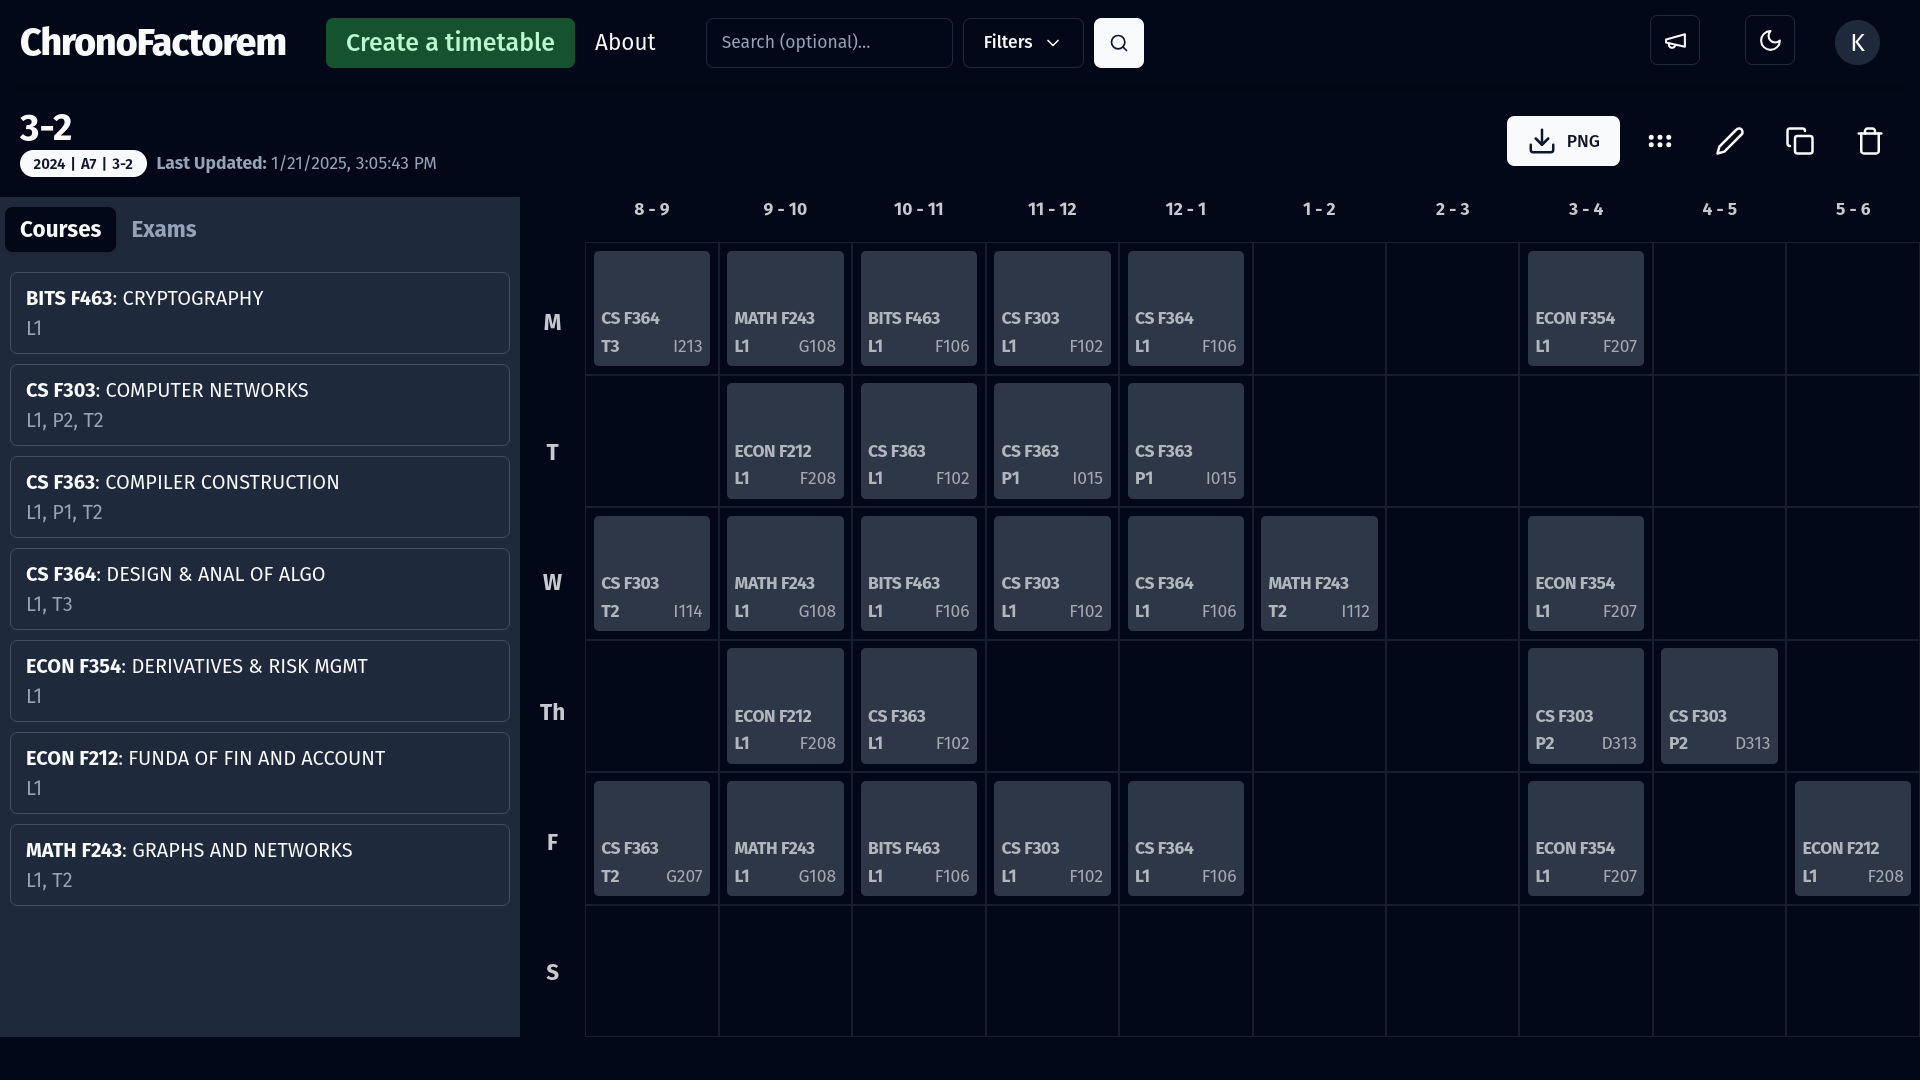 ChronoFactorem
Create a timetable
About
Search (optional)...
Filters
K
3-2
2024 | A7 | 3-2 Last Updated: 1/21/2025, 3:05:43 PM
PNG
Courses Exams
BITS F463: CRYPTOGRAPHY
L1
CS F303: COMPUTER NETWORKS
L1, P2, T2
CS F363: COMPILER CONSTRUCTION
L1, P1, T2
CS F364: DESIGN & ANAL OF ALGO
L1, T3
ECON F354: DERIVATIVES & RISK MGMT
L1
ECON F212: FUNDA OF FIN AND ACCOUNT
L1
MATH F243: GRAPHS AND NETWORKS
L1, T2
8 - 9 9 - 10 10 - 11 11 - 12 12 - 1 1 - 2 2 - 3 3 - 4 4 - 5 5 - 6
M
CS F364 MATH F243 BITS F463 CS F303 CS F364 ECON F354
T3 I213 L1 G108 L1 F106 L1 F102 L1 F106 L1 F207
T
ECON F212 CS F363 CS F363 CS F363
L1 F208 L1 F102 P1 I015 P1 I015
W
CS F303 MATH F243 BITS F463 CS F303 CS F364 MATH F243 ECON F354
T2 I114 L1 G108 L1 F106 L1 F102 L1 F106 T2 I112 L1 F207
Th
ECON F212 CS F363 CS F303 CS F303
L1 F208 L1 F102 P2 D313 P2 D313
F
CS F363 MATH F243 BITS F463 CS F303 CS F364 ECON F354 ECON F212
T2 G207 L1 G108 L1 F106 L1 F102 L1 F106 L1 F207 L1 F208
S